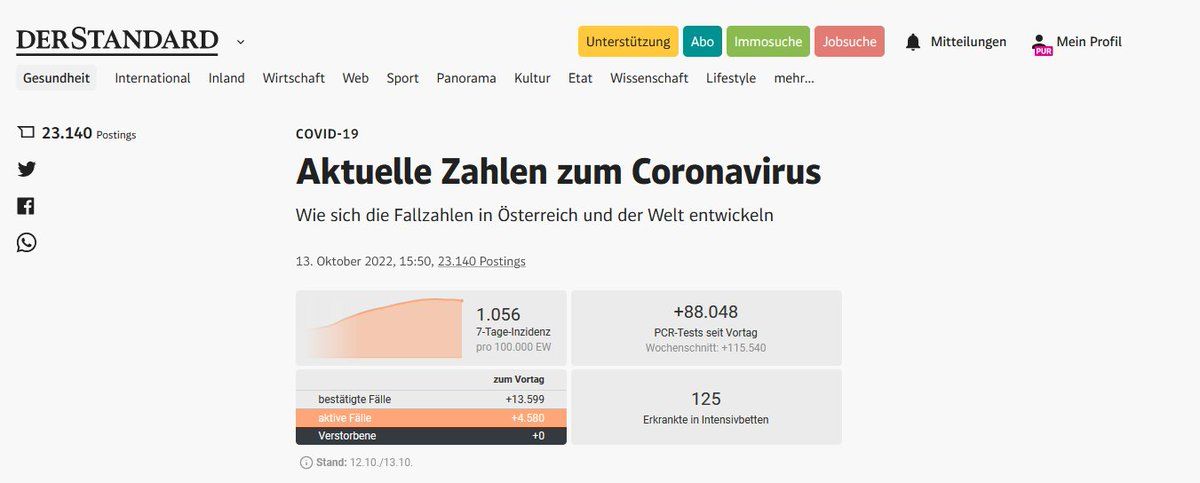 DERSTANDARD
Unterstützung Abo Immosuche Jobsuche Mitteilungen PUR Mein Profil
Gesundheit International Inland Wirtschaft Web Sport Panorama Kultur Etat Wissenschaft Lifestyle mehr...
23.140 Postings
COVID-19
Aktuelle Zahlen zum Coronavirus
Wie sich die Fallzahlen in Österreich und der Welt entwickeln
13. Oktober 2022, 15:50, 23.140 Postings
1.056
7-Tage-Inzidenz
pro 100.000 EW
+88.048
PCR-Tests seit Vortag
Wochenschnitt: +115.540
zum Vortag
bestätigte Fälle +13.599
aktive Fälle +4.580
Verstorbene +0
125
Erkrankte in Intensivbetten
Stand: 12.10./13.10.